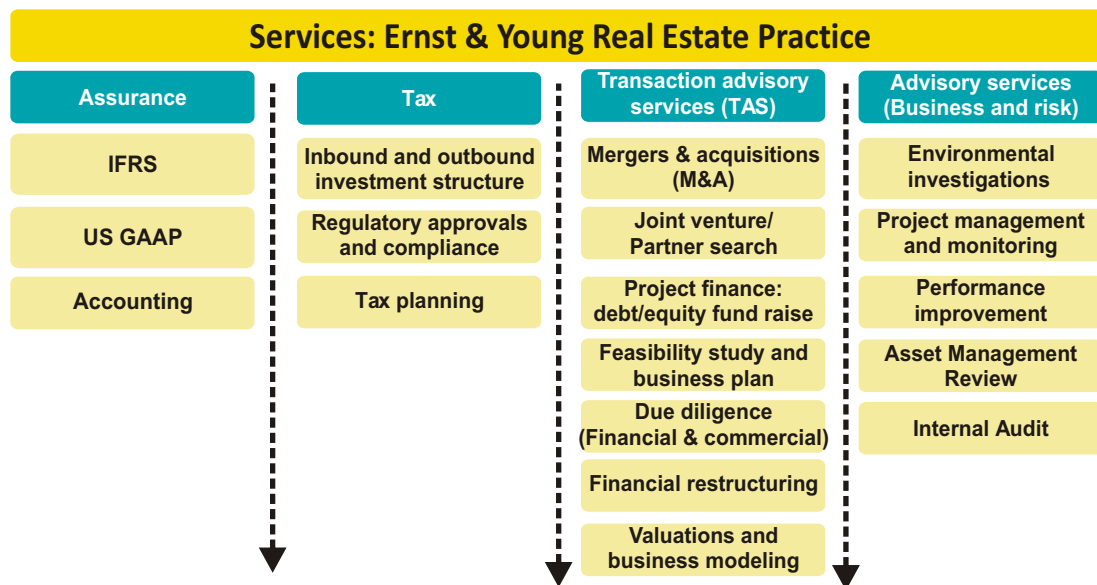 Services: Ernst & Young Real Estate Practice
Assurance
IFRS
US GAAP
Accounting
Tax
Inbound and outbound
investment structure
Regulatory approvals
and compliance
Tax planning
Transaction advisory
services (TAS)
Mergers & acquisitions
(M&A)
Joint venture/
Partner search
Project finance:
debt/equity fund raise
Feasibility study and
business plan
Due diligence
(Financial & commercial)
Financial restructuring
Valuations and
business modeling
Advisory services
(Business and risk)
Environmental
investigations
Project management
and monitoring
Performance
improvement
Asset Management
Review
Internal Audit